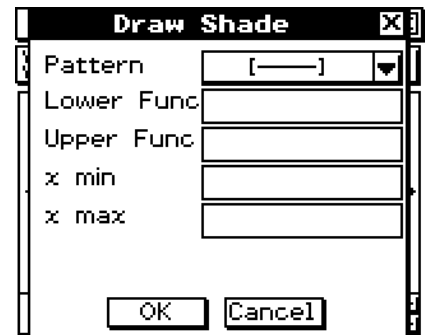 Draw Shade X
Pattern [——]
Lower Func
Upper Func
x min
x max
OK Cancel